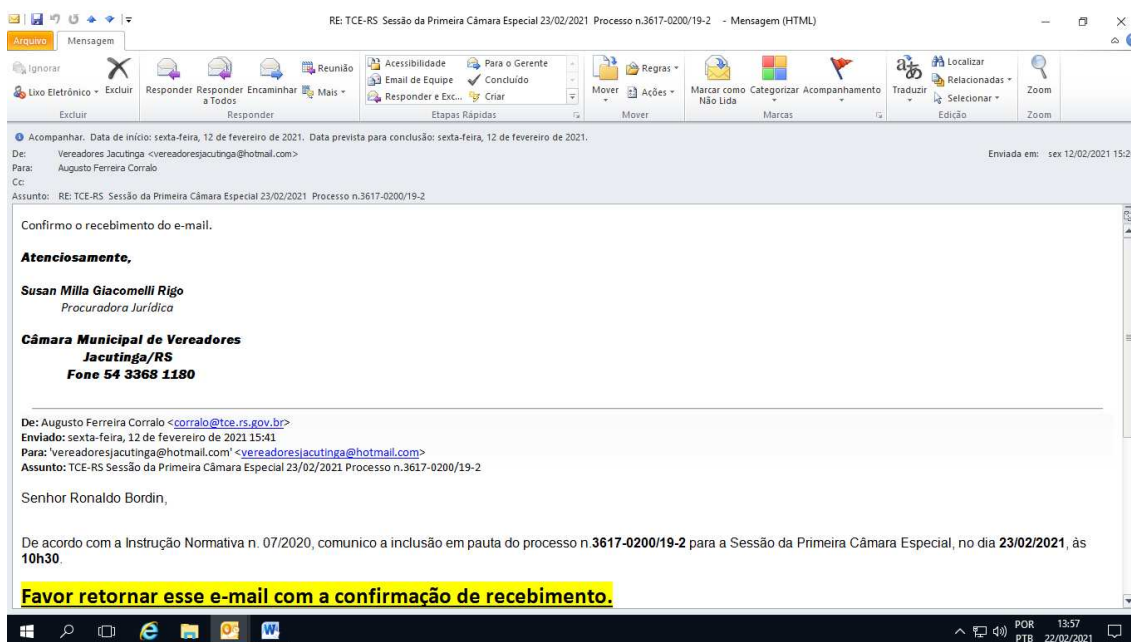 RE: TCE-RS Sessão da Primeira Câmara Especial 23/02/2021 Processo n.3617-0200/19-2 - Mensagem (HTML)
Arquivo Mensagem
Ignorar
Lixo Eletrônico
Excluir
Responder
Responder a Todos
Encaminhar
Reunião
Mais
Acessibilidade
Email de Equipe
Responder e Exc...
Para o Gerente
Concluído
Criar
Mover
Regras
Ações
Marcar como Não Lida
Categorizar
Acompanhamento
Traduzir
Localizar
Relacionadas
Selecionar
Zoom
Excluir Responder Etapas Rápidas Mover Marcas Edição Zoom
Acompanhar. Data de início: sexta-feira, 12 de fevereiro de 2021. Data prevista para conclusão: sexta-feira, 12 de fevereiro de 2021.
De: Vereadores Jacutinga <vereadoresjacutinga@hotmail.com> Enviada em: sex 12/02/2021 15:2
Para: Augusto Ferreira Corralo
Cc:
Assunto: RE: TCE-RS Sessão da Primeira Câmara Especial 23/02/2021 Processo n.3617-0200/19-2
Confirmo o recebimento do e-mail.
Atenciosamente,
Susan Milla Giacomelli Rigo
Procuradora Jurídica
Câmara Municipal de Vereadores
Jacutinga/RS
Fone 54 3368 1180
De: Augusto Ferreira Corralo <corralo@tce.rs.gov.br>
Enviado: sexta-feira, 12 de fevereiro de 2021 15:41
Para: 'vereadoresjacutinga@hotmail.com' <vereadoresjacutinga@hotmail.com>
Assunto: TCE-RS Sessão da Primeira Câmara Especial 23/02/2021 Processo n.3617-0200/19-2
Senhor Ronaldo Bordin,
De acordo com a Instrução Normativa n. 07/2020, comunico a inclusão em pauta do processo n.3617-0200/19-2 para a Sessão da Primeira Câmara Especial, no dia 23/02/2021, às
10h30.
Favor retornar esse e-mail com a confirmação de recebimento.
POR 13:57
PTB 22/02/2021